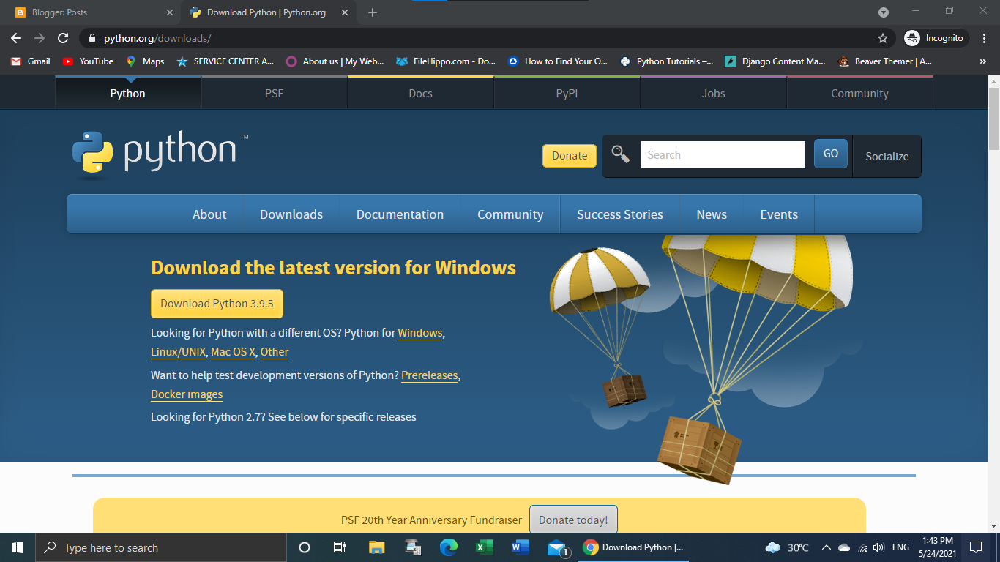 Blogger: Posts
Download Python | Python.org
python.org/downloads/
Incognito
Gmail
YouTube
Maps
SERVICE CENTER A...
About us | My Web...
FileHippo.com - Do...
How to Find Your O...
Python Tutorials –...
Django Content Ma...
Beaver Themer | A...
»
Python
PSF
Docs
PyPI
Jobs
Community
python™
Donate
Search
GO
Socialize
About
Downloads
Documentation
Community
Success Stories
News
Events
Download the latest version for Windows
Download Python 3.9.5
Looking for Python with a different OS? Python for Windows,
Linux/UNIX, Mac OS X, Other
Want to help test development versions of Python? Prereleases,
Docker images
Looking for Python 2.7? See below for specific releases
PSF 20th Year Anniversary Fundraiser
Donate today!
Type here to search
1
Download Python |...
30°C
ENG
1:43 PM
5/24/2021